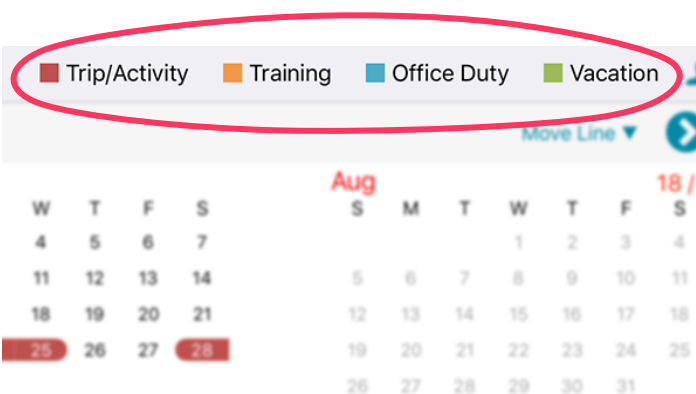 Trip/Activity Training Office Duty Vacation
Move Line ▼
Aug 18 /
W T F S S M T W T F S
4 5 6 7 1 2 3 4
11 12 13 14 5 6 7 8 9 10 11
18 19 20 21 12 13 14 15 16 17 18
25 26 27 28 19 20 21 22 23 24 25
26 27 28 29 30 31